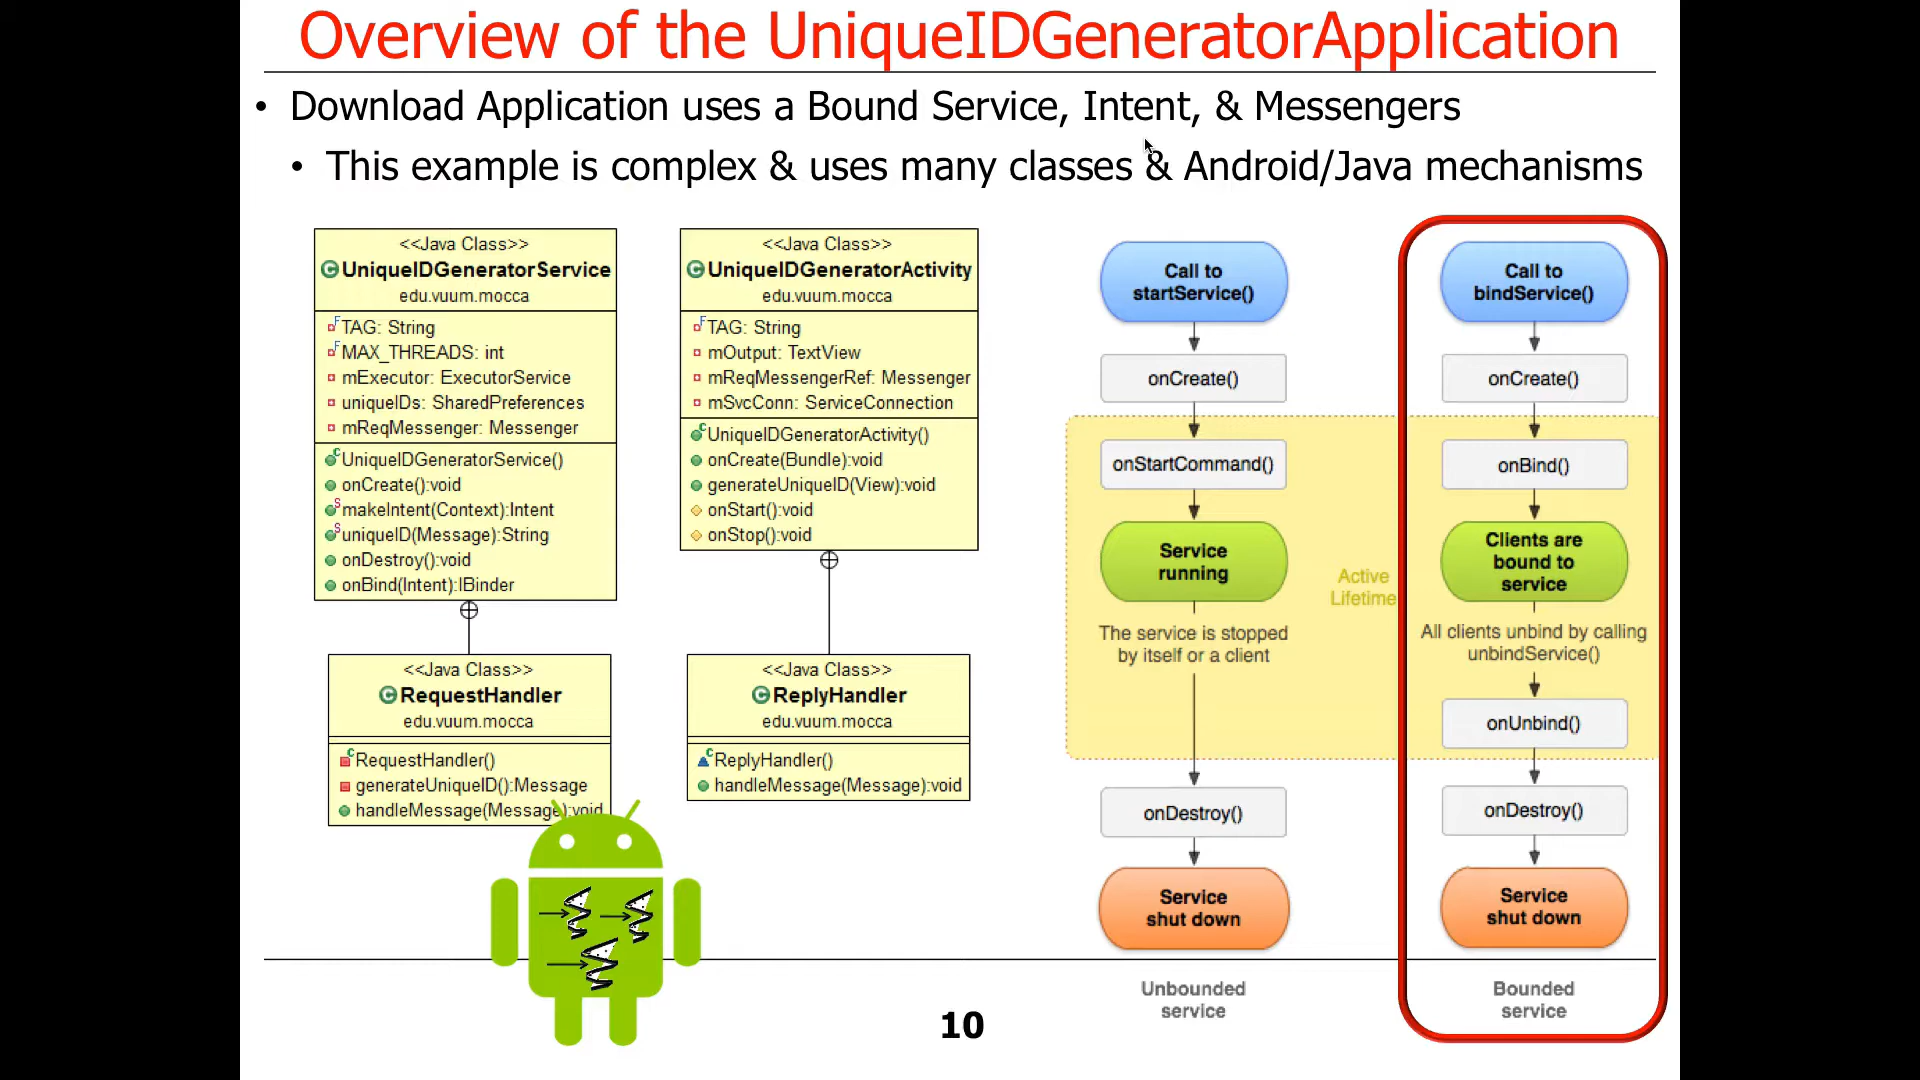 Overview of the UniqueIDGeneratorApplication
• Download Application uses a Bound Service, Intent, & Messengers
• This example is complex & uses many classes & Android/Java mechanisms
<<Java Class>>
UniqueIDGeneratorService
edu.vuum.mocca
TAG: String
MAX_THREADS: int
mExecutor: ExecutorService
uniqueIDs: SharedPreferences
mReqMessenger: Messenger
UniqueIDGeneratorService()
onCreate():void
makeIntent(Context):Intent
uniqueID(Message):String
onDestroy():void
onBind(Intent):IBinder
<<Java Class>>
RequestHandler
edu.vuum.mocca
RequestHandler()
generateUniqueID():Message
handleMessage(Message):void
<<Java Class>>
UniqueIDGeneratorActivity
edu.vuum.mocca
TAG: String
mOutput: TextView
mReqMessengerRef: Messenger
mSvcConn: ServiceConnection
UniqueIDGeneratorActivity()
onCreate(Bundle):void
generateUniqueID(View):void
onStart():void
onStop():void
<<Java Class>>
ReplyHandler
edu.vuum.mocca
ReplyHandler()
handleMessage(Message):void
Call to
startService()
onCreate()
onStartCommand()
Service
running
The service is stopped
by itself or a client
onDestroy()
Service
shut down
Unbounded
service
Active
Lifetime
Call to
bindService()
onCreate()
onBind()
Clients are
bound to
service
All clients unbind by calling
unbindService()
onUnbind()
onDestroy()
Service
shut down
Bounded
service
10